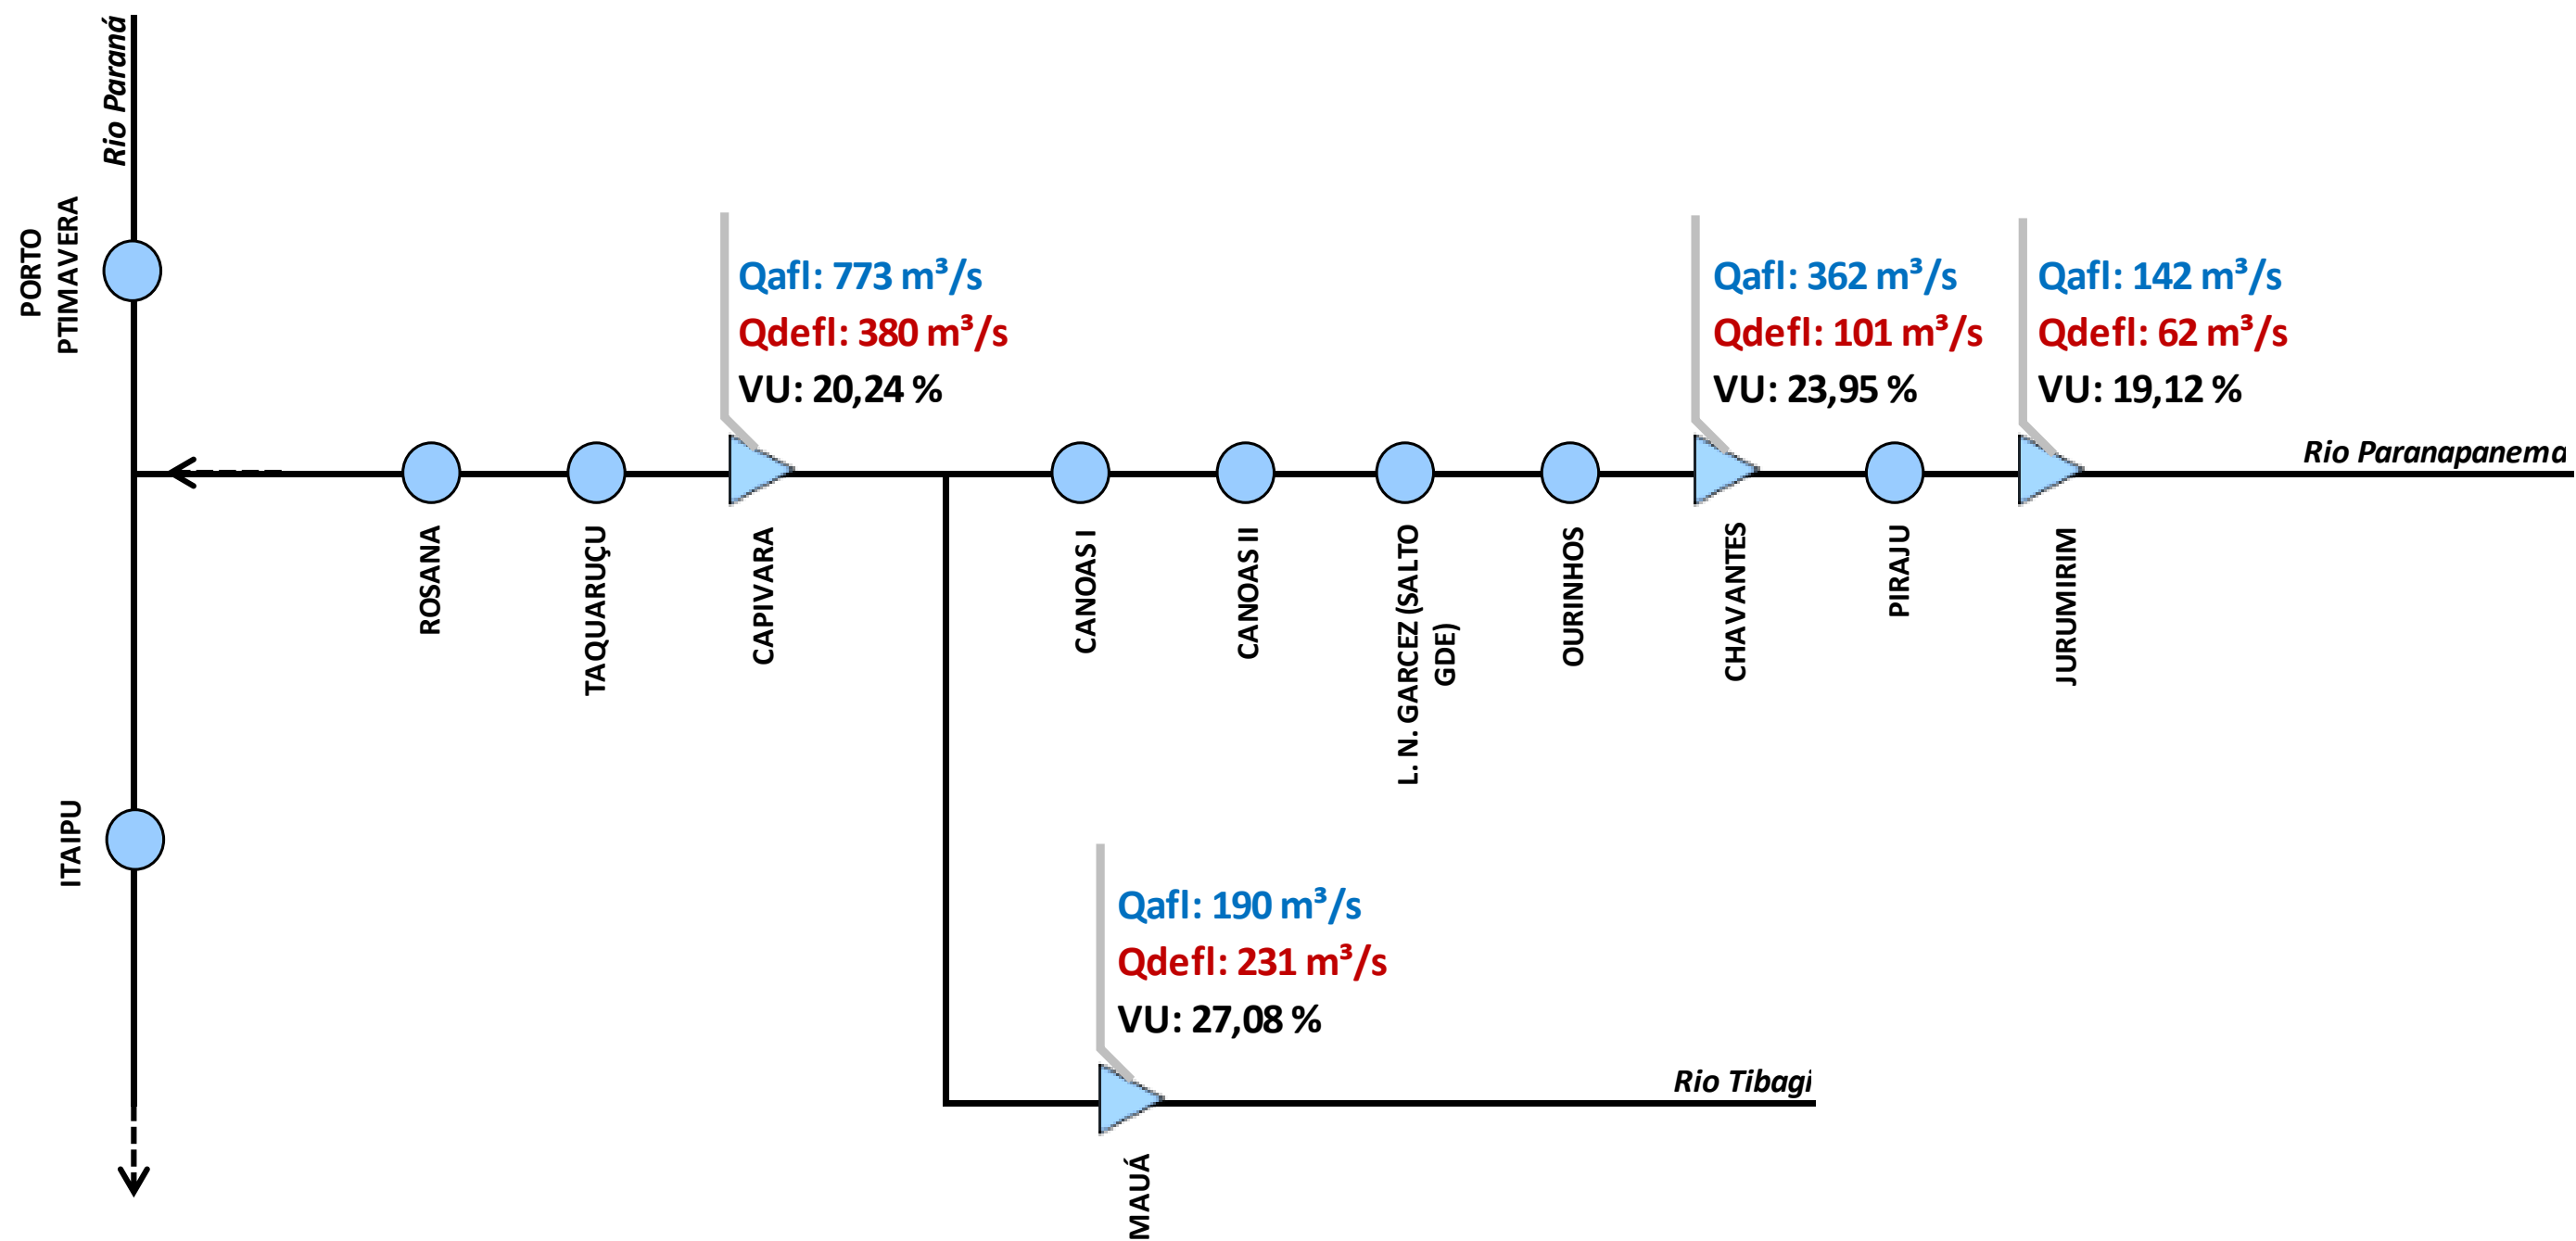 Rio Paraná
PORTO
PTIMAVERA
Qafl: 773 m³/s
Qdefl: 380 m³/s
VU: 20,24 %
Qafl: 362 m³/s
Qdefl: 101 m³/s
VU: 23,95 %
Qafl: 142 m³/s
Qdefl: 62 m³/s
VU: 19,12 %
Rio Paranapanema
ROSANA
TAQUARUÇU
CAPIVARA
CANOAS I
CANOAS II
L. N. GARCEZ (SALTO
GDE)
OURINHOS
CHAVANTES
PIRAJU
JURUMIRIM
ITAIPU
Qafl: 190 m³/s
Qdefl: 231 m³/s
VU: 27,08 %
Rio Tibagi
MAUÁ